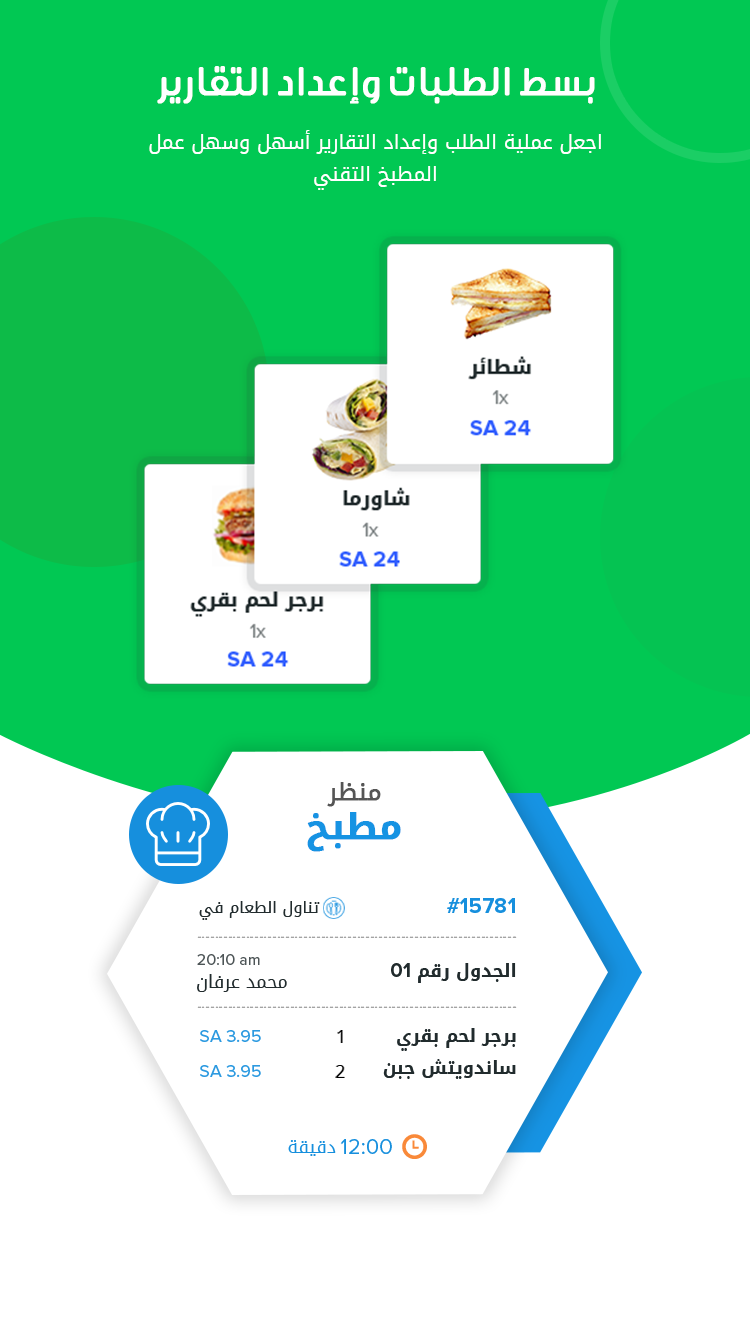 بسط الطلبات وإعداد التقارير
اجعل عملية الطلب وإعداد التقارير أسهل وسهل عمل
المطبخ التقني
شطائر
1x
SA 24
شاورما
1x
SA 24
برجر لحم بقري
1x
SA 24
منظر
مطبخ
#15781
تناول الطعام في
الجدول رقم 01
20:10 am
محمد عرفان
برجر لحم بقري 1 SA 3.95
ساندويتش جبن 2 SA 3.95
12:00 دقيقة